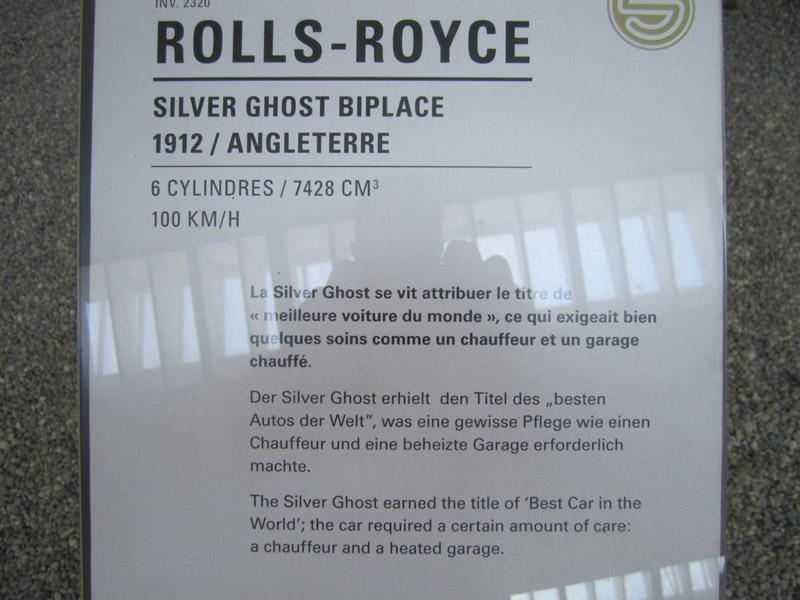 INV. 2320
ROLLS-ROYCE
SILVER GHOST BIPLACE
1912 / ANGLETERRE
6 CYLINDRES / 7428 CM³
100 KM/H
La Silver Ghost se vit attribuer le titre de
« meilleure voiture du monde », ce qui exigeait bien
quelques soins comme un chauffeur et un garage
chauffé.
Der Silver Ghost erhielt den Titel des „besten
Autos der Welt”, was eine gewisse Pflege wie einen
Chauffeur und eine beheizte Garage erforderlich
machte.
The Silver Ghost earned the title of ‘Best Car in the
World’; the car required a certain amount of care:
a chauffeur and a heated garage.